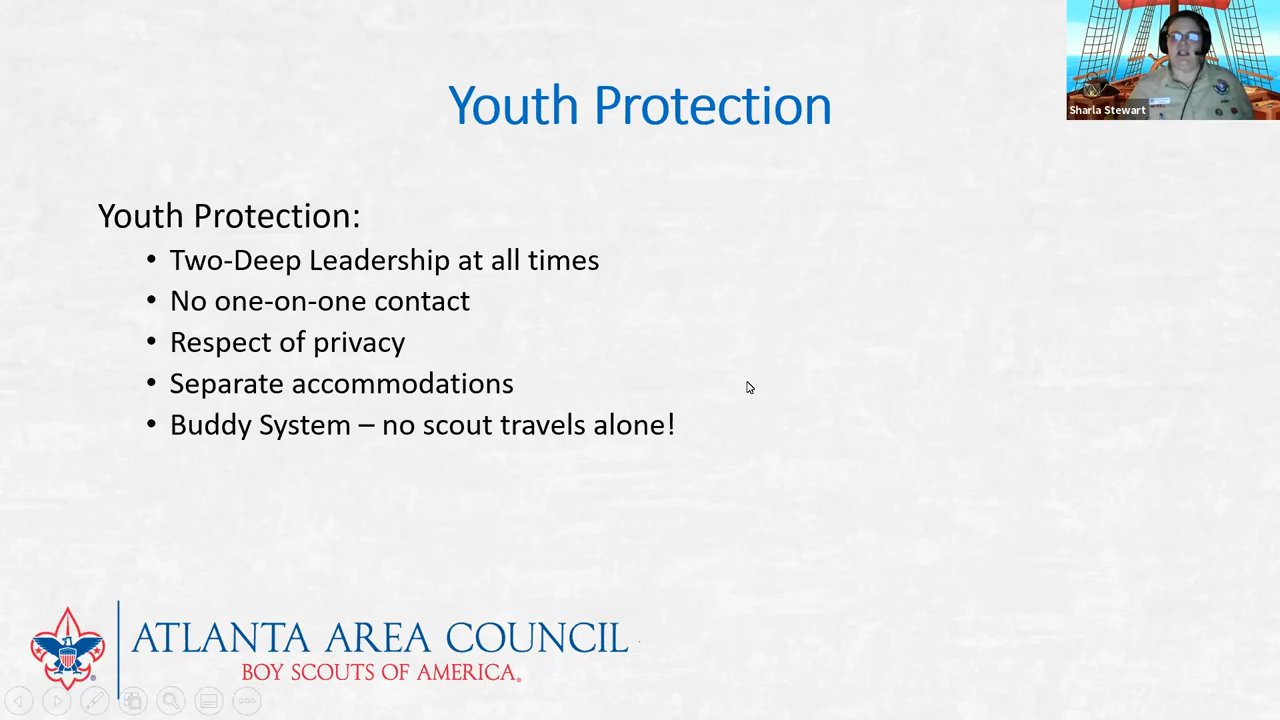 Youth Protection
Sharla Stewart
Youth Protection:
• Two-Deep Leadership at all times
• No one-on-one contact
• Respect of privacy
• Separate accommodations
• Buddy System – no scout travels alone!
ATLANTA AREA COUNCIL
BOY SCOUTS OF AMERICA®